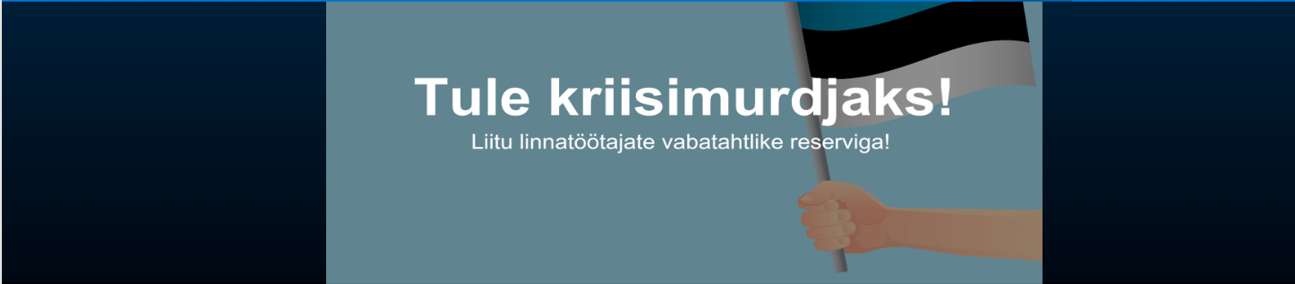 Tule kriisimurdjaks!
Liitu linnatöötajate vabatahtlike reserviga!